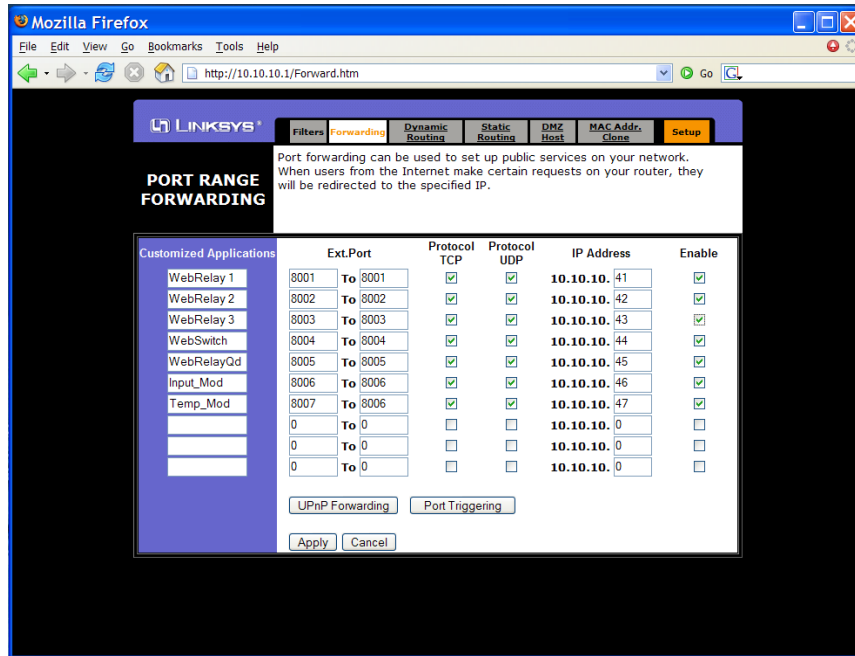 Mozilla Firefox
File Edit View Go Bookmarks Tools Help
http://10.10.10.1/Forward.htm Go G
LINKSYS®
Filters Forwarding Dynamic Routing Static Routing DMZ Host MAC Addr. Clone Setup
PORT RANGE FORWARDING
Port forwarding can be used to set up public services on your network.
When users from the Internet make certain requests on your router, they
will be redirected to the specified IP.
Customized Applications Ext.Port Protocol TCP Protocol UDP IP Address Enable
WebRelay 1 8001 To 8001 10.10.10. 41
WebRelay 2 8002 To 8002 10.10.10. 42
WebRelay 3 8003 To 8003 10.10.10. 43
WebSwitch 8004 To 8004 10.10.10. 44
WebRelayQd 8005 To 8005 10.10.10. 45
Input_Mod 8006 To 8006 10.10.10. 46
Temp_Mod 8007 To 8006 10.10.10. 47
0 To 0 10.10.10. 0
0 To 0 10.10.10. 0
0 To 0 10.10.10. 0
UPnP Forwarding Port Triggering
Apply Cancel